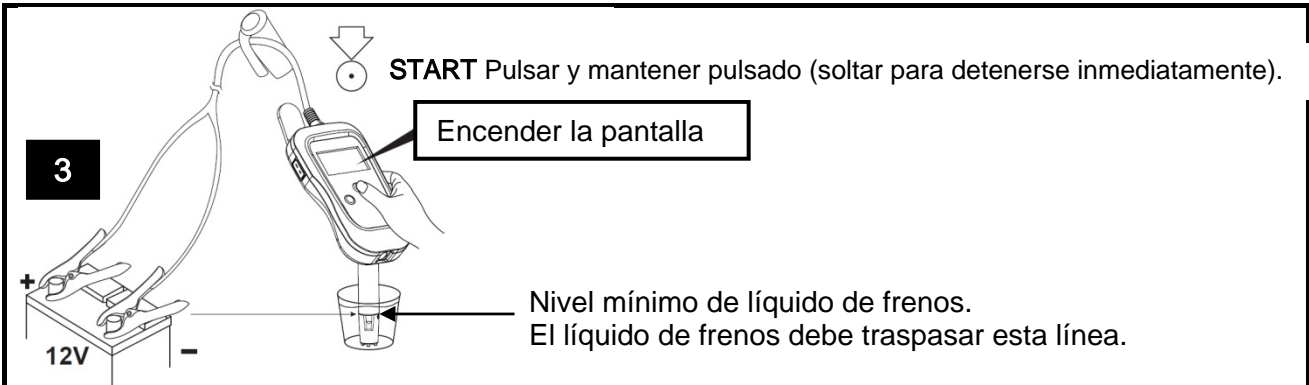 START Pulsar y mantener pulsado (soltar para detenerse inmediatamente).
Encender la pantalla
3
Nivel mínimo de líquido de frenos.
El líquido de frenos debe traspasar esta línea.
+
12V
-